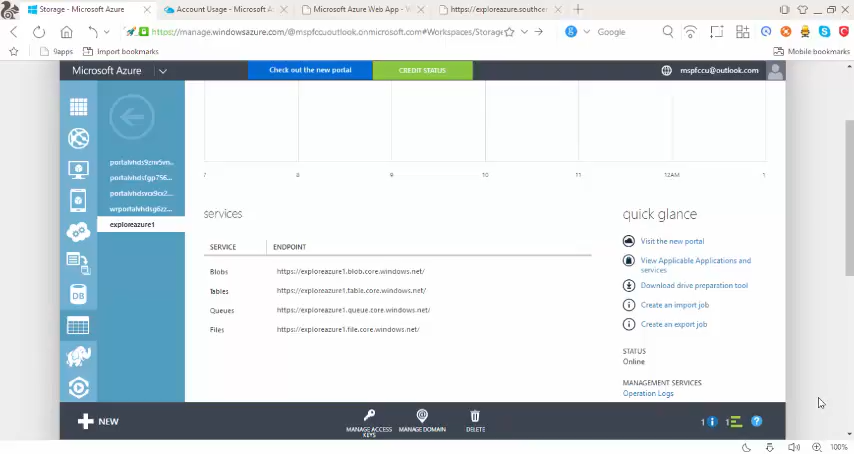 Storage - Microsoft Azure
Account Usage - Microsoft A
Microsoft Azure Web App - V
https://exploreazure.southcer
https://manage.windowsazure.com/@mspfccuoutlook.onmicrosoft.com#Workspaces/Storage
Google
9apps
Import bookmarks
Mobile bookmarks
Microsoft Azure
Check out the new portal
CREDIT STATUS
mspfccu@outlook.com
7 8 9 10 11 12AM 1
exploreazure1
services
SERVICE ENDPOINT
Blobs https://exploreazure1.blob.core.windows.net/
Tables https://exploreazure1.table.core.windows.net/
Queues https://exploreazure1.queue.core.windows.net/
Files https://exploreazure1.file.core.windows.net/
quick glance
Visit the new portal
View Applicable Applications and
services
Download drive preparation tool
Create an import job
Create an export job
STATUS
Online
MANAGEMENT SERVICES
Operation Logs
DB
NEW
MANAGE ACCESS
KEYS
MANAGE DOMAIN
DELETE
1 1
100%